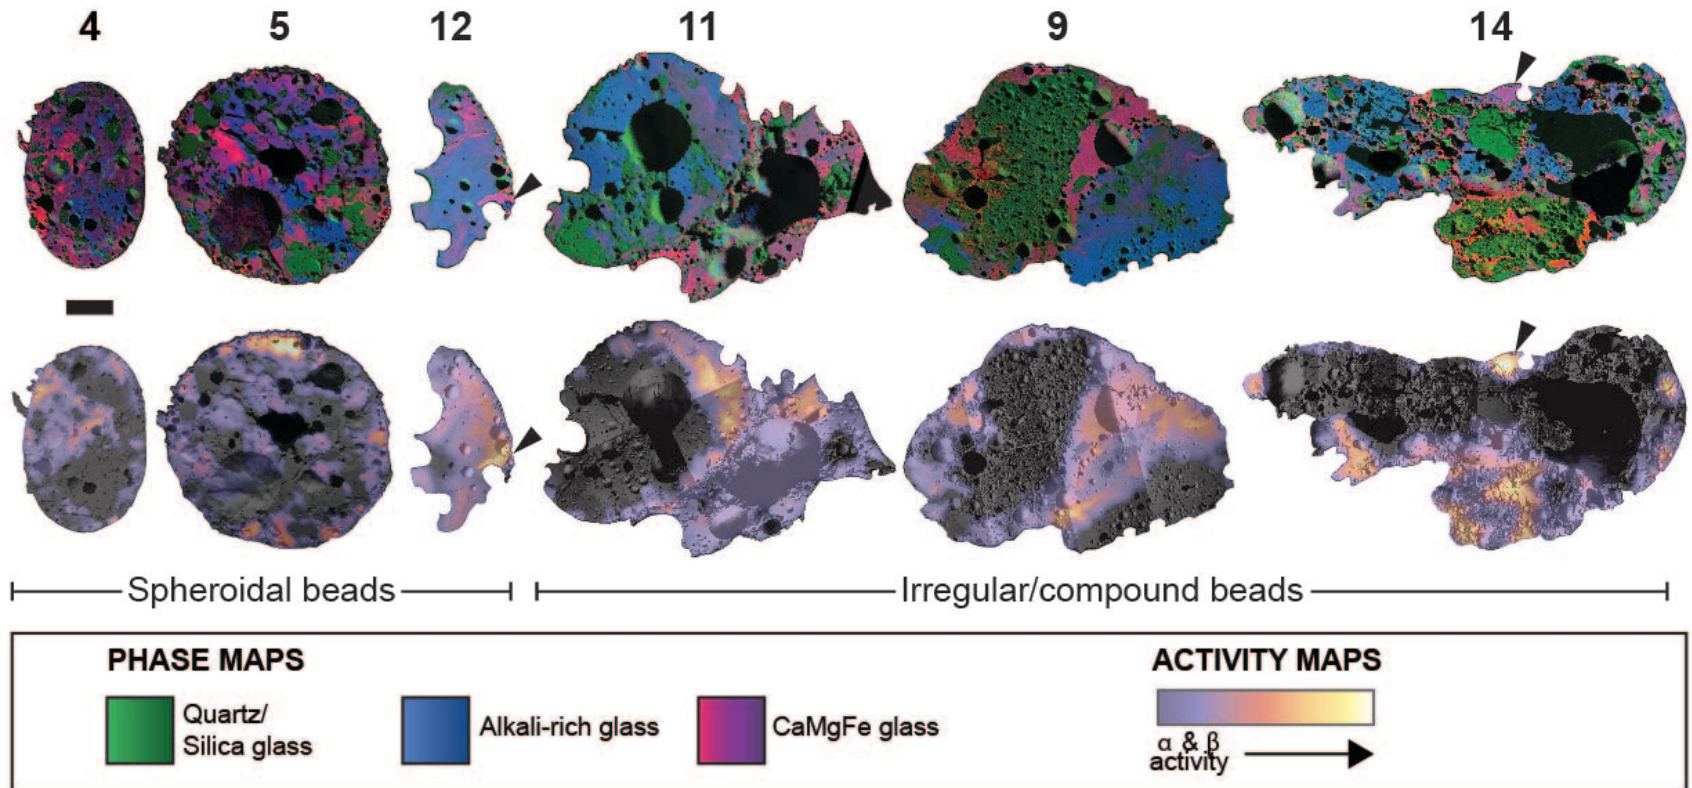 4 5 12 11 9 14
Spheroidal beads Irregular/compound beads
PHASE MAPS
Quartz/
Silica glass
Alkali-rich glass
CaMgFe glass
ACTIVITY MAPS
α & β
activity